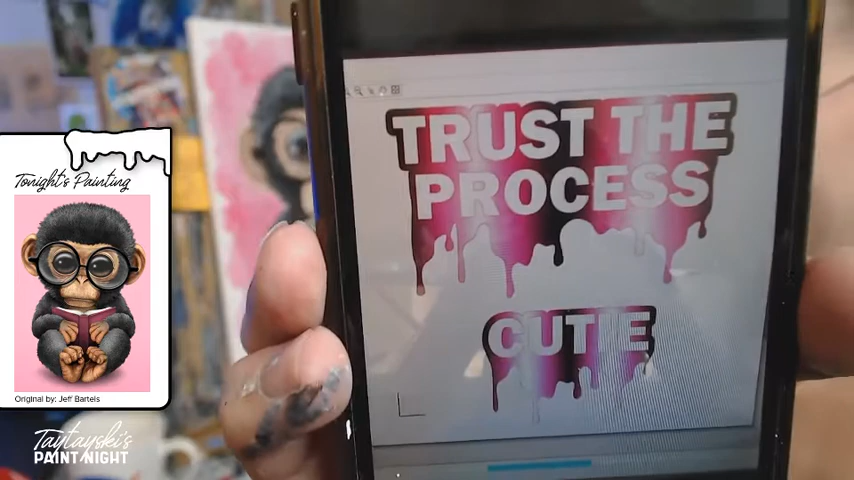 Tonight's Painting
Original by: Jeff Bartels
Taytayski's
PAINT NIGHT
TRUST THE
PROCESS
CUTIE